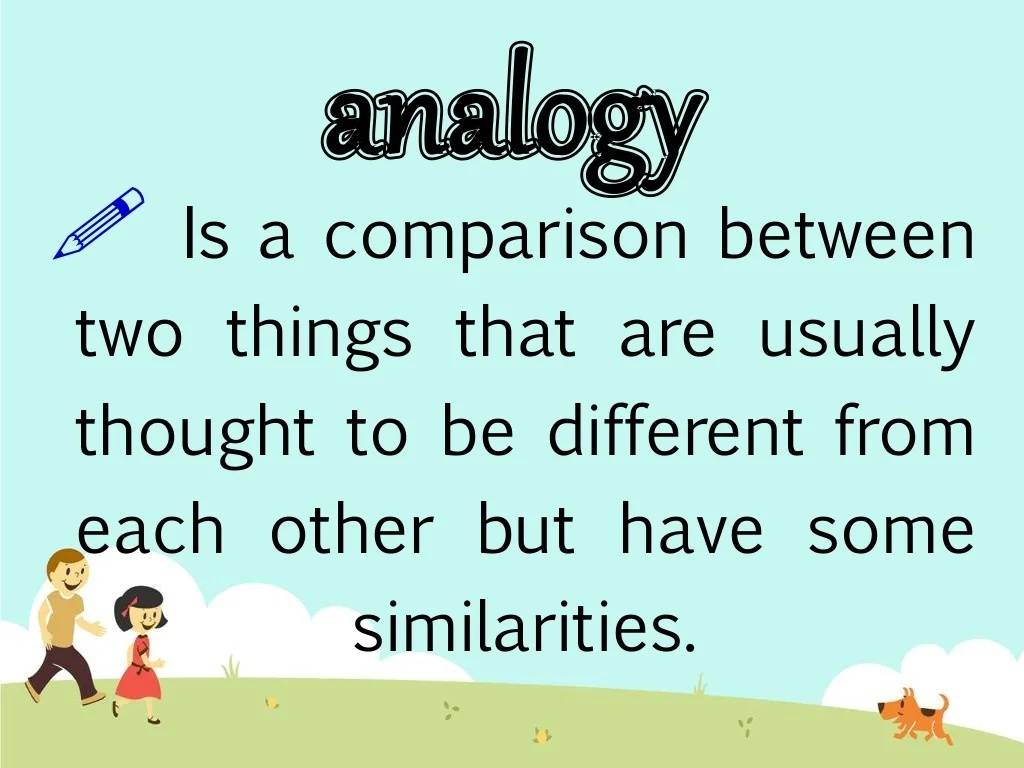 analogy
Is a comparison between
two things that are usually
thought to be different from
each other but have some
similarities.